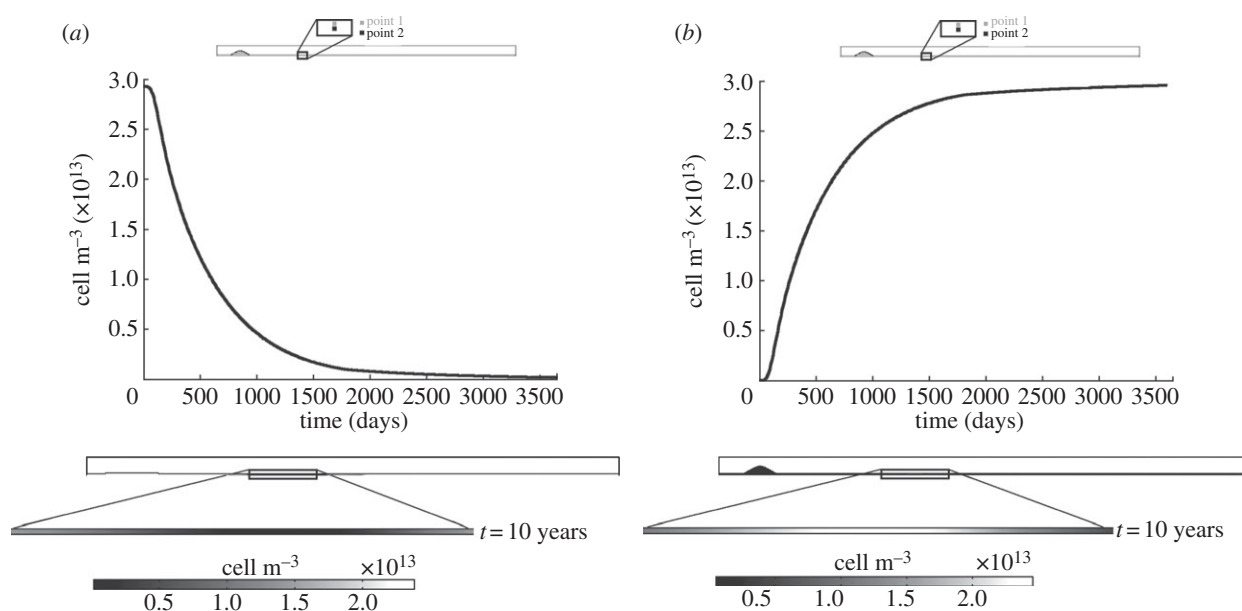 (a)
point 1
point 2
3.0
2.5
2.0
1.5
1.0
0.5
cell m⁻³ (×10¹³)
0 500 1000 1500 2000 2500 3000 3500
time (days)
t = 10 years
cell m⁻³ ×10¹³
0.5 1.0 1.5 2.0
(b)
point 1
point 2
3.0
2.5
2.0
1.5
1.0
0.5
cell m⁻³ (×10¹³)
0 500 1000 1500 2000 2500 3000 3500
time (days)
t = 10 years
cell m⁻³ ×10¹³
0.5 1.0 1.5 2.0